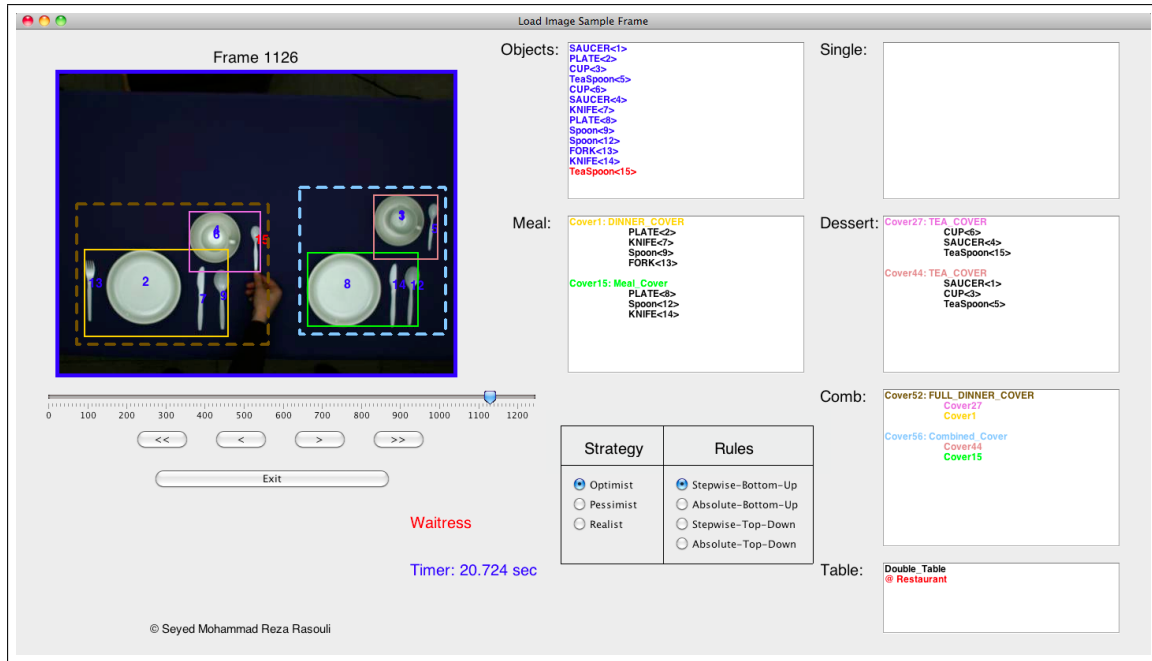 Load Image Sample Frame
Frame 1126
4
6
15
3
5
13
2
7
9
8
14
12
0 100 200 300 400 500 600 700 800 900 1000 1100 1200
<< < > >>
Exit
Waitress
Timer: 20.724 sec
© Seyed Mohammad Reza Rasouli
Objects:
SAUCER<1>
PLATE<2>
CUP<3>
TeaSpoon<5>
CUP<6>
SAUCER<4>
KNIFE<7>
PLATE<8>
Spoon<9>
Spoon<12>
FORK<13>
KNIFE<14>
TeaSpoon<15>
Single:
Meal:
Cover1: DINNER_COVER
PLATE<2>
KNIFE<7>
Spoon<9>
FORK<13>
Cover15: Meal_Cover
PLATE<8>
Spoon<12>
KNIFE<14>
Dessert:
Cover27: TEA_COVER
CUP<6>
SAUCER<4>
TeaSpoon<15>
Cover44: TEA_COVER
SAUCER<1>
CUP<3>
TeaSpoon<5>
Comb:
Cover52: FULL_DINNER_COVER
Cover27
Cover1
Cover56: Combined_Cover
Cover44
Cover15
Strategy Rules
Optimist Stepwise-Bottom-Up
Pessimist Absolute-Bottom-Up
Realist Stepwise-Top-Down
Absolute-Top-Down
Table:
Double_Table
@ Restaurant